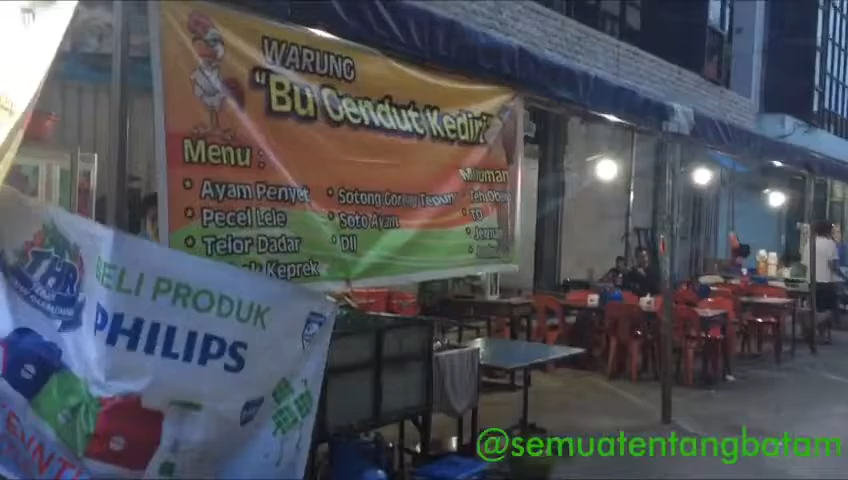 WARUNG
"Bu Gendut Kediri"
Menu :
• Ayam Penyet
• Pecel Lele
• Telor Dadar
Keprek
• Sotong Goreng Tepung
• Soto Ayam
• Dll
Minuman
BELI PRODUK
PHILIPS
THR
@semuatentangbatam